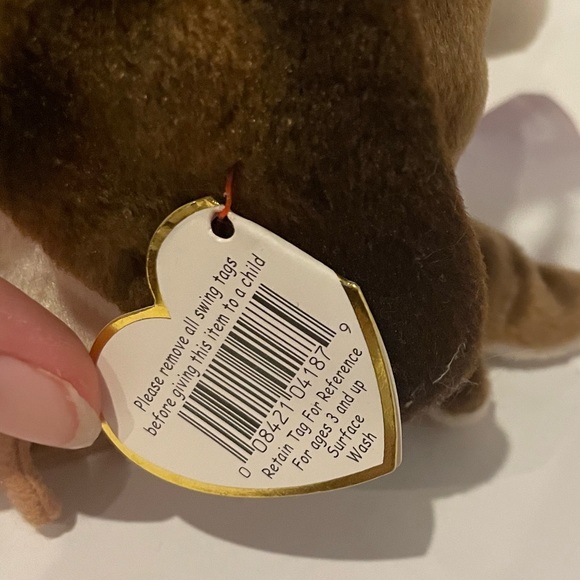 Please remove all swing tags
before giving this item to a child
0 08421 04187 9
Retain Tag For Reference
For ages 3 and up
Surface
Wash